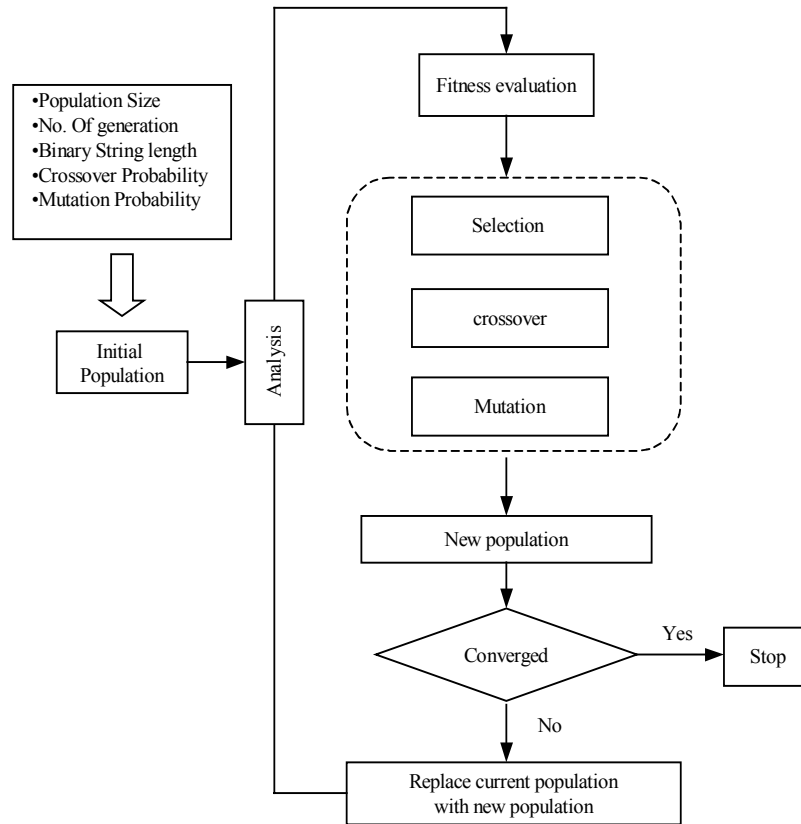 Fitness evaluation
•Population Size
•No. Of generation
•Binary String length
•Crossover Probability
•Mutation Probability
Selection
crossover
Mutation
Initial
Population
Analysis
New population
Converged
Yes
Stop
No
Replace current population
with new population